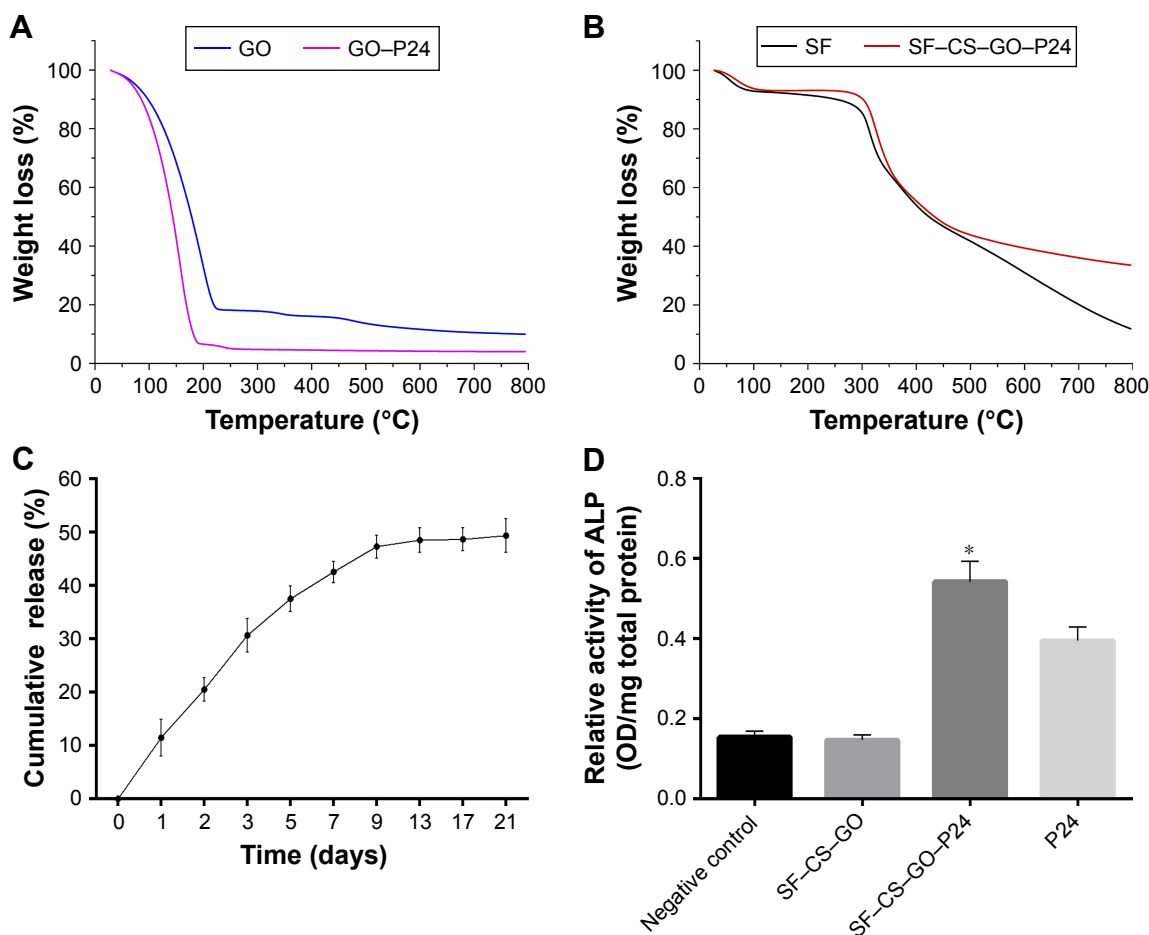 A
GO
GO–P24
Weight loss (%)
100
80
60
40
20
0
0 100 200 300 400 500 600 700 800
Temperature (°C)
B
SF
SF–CS–GO–P24
Weight loss (%)
100
80
60
40
20
0
0 100 200 300 400 500 600 700 800
Temperature (°C)
C
Cumulative release (%)
60
50
40
30
20
10
0
0 1 2 3 5 7 9 13 17 21
Time (days)
D
Relative activity of ALP
(OD/mg total protein)
0.8
0.6
0.4
0.2
0.0
*
Negative control
SF–CS–GO
SF–CS–GO–P24
P24